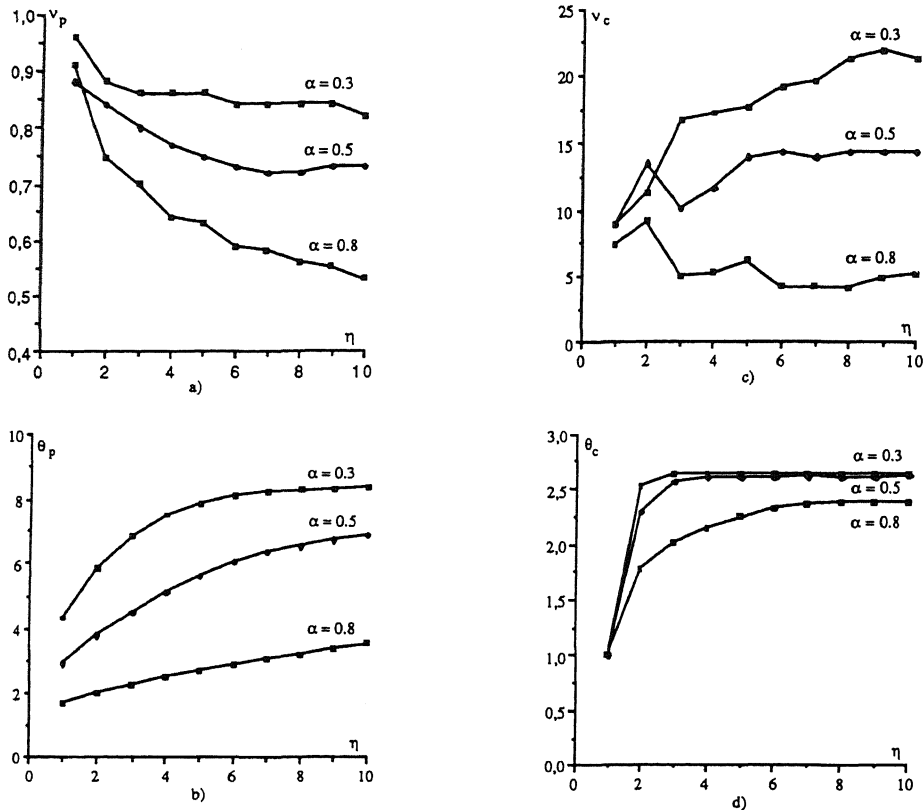 ν_p
1,0
0,9
0,8
0,7
0,6
0,5
0,4
α = 0.3
α = 0.5
α = 0.8
η
0 2 4 6 8 10
a)
ν_c
25
20
15
10
5
0
α = 0.3
α = 0.5
α = 0.8
η
0 2 4 6 8 10
c)
θ_p
10
8
6
4
2
0
α = 0.3
α = 0.5
α = 0.8
η
0 2 4 6 8 10
b)
θ_c
3,0
2,5
2,0
1,5
1,0
0,5
0,0
α = 0.3
α = 0.5
α = 0.8
η
0 2 4 6 8 10
d)